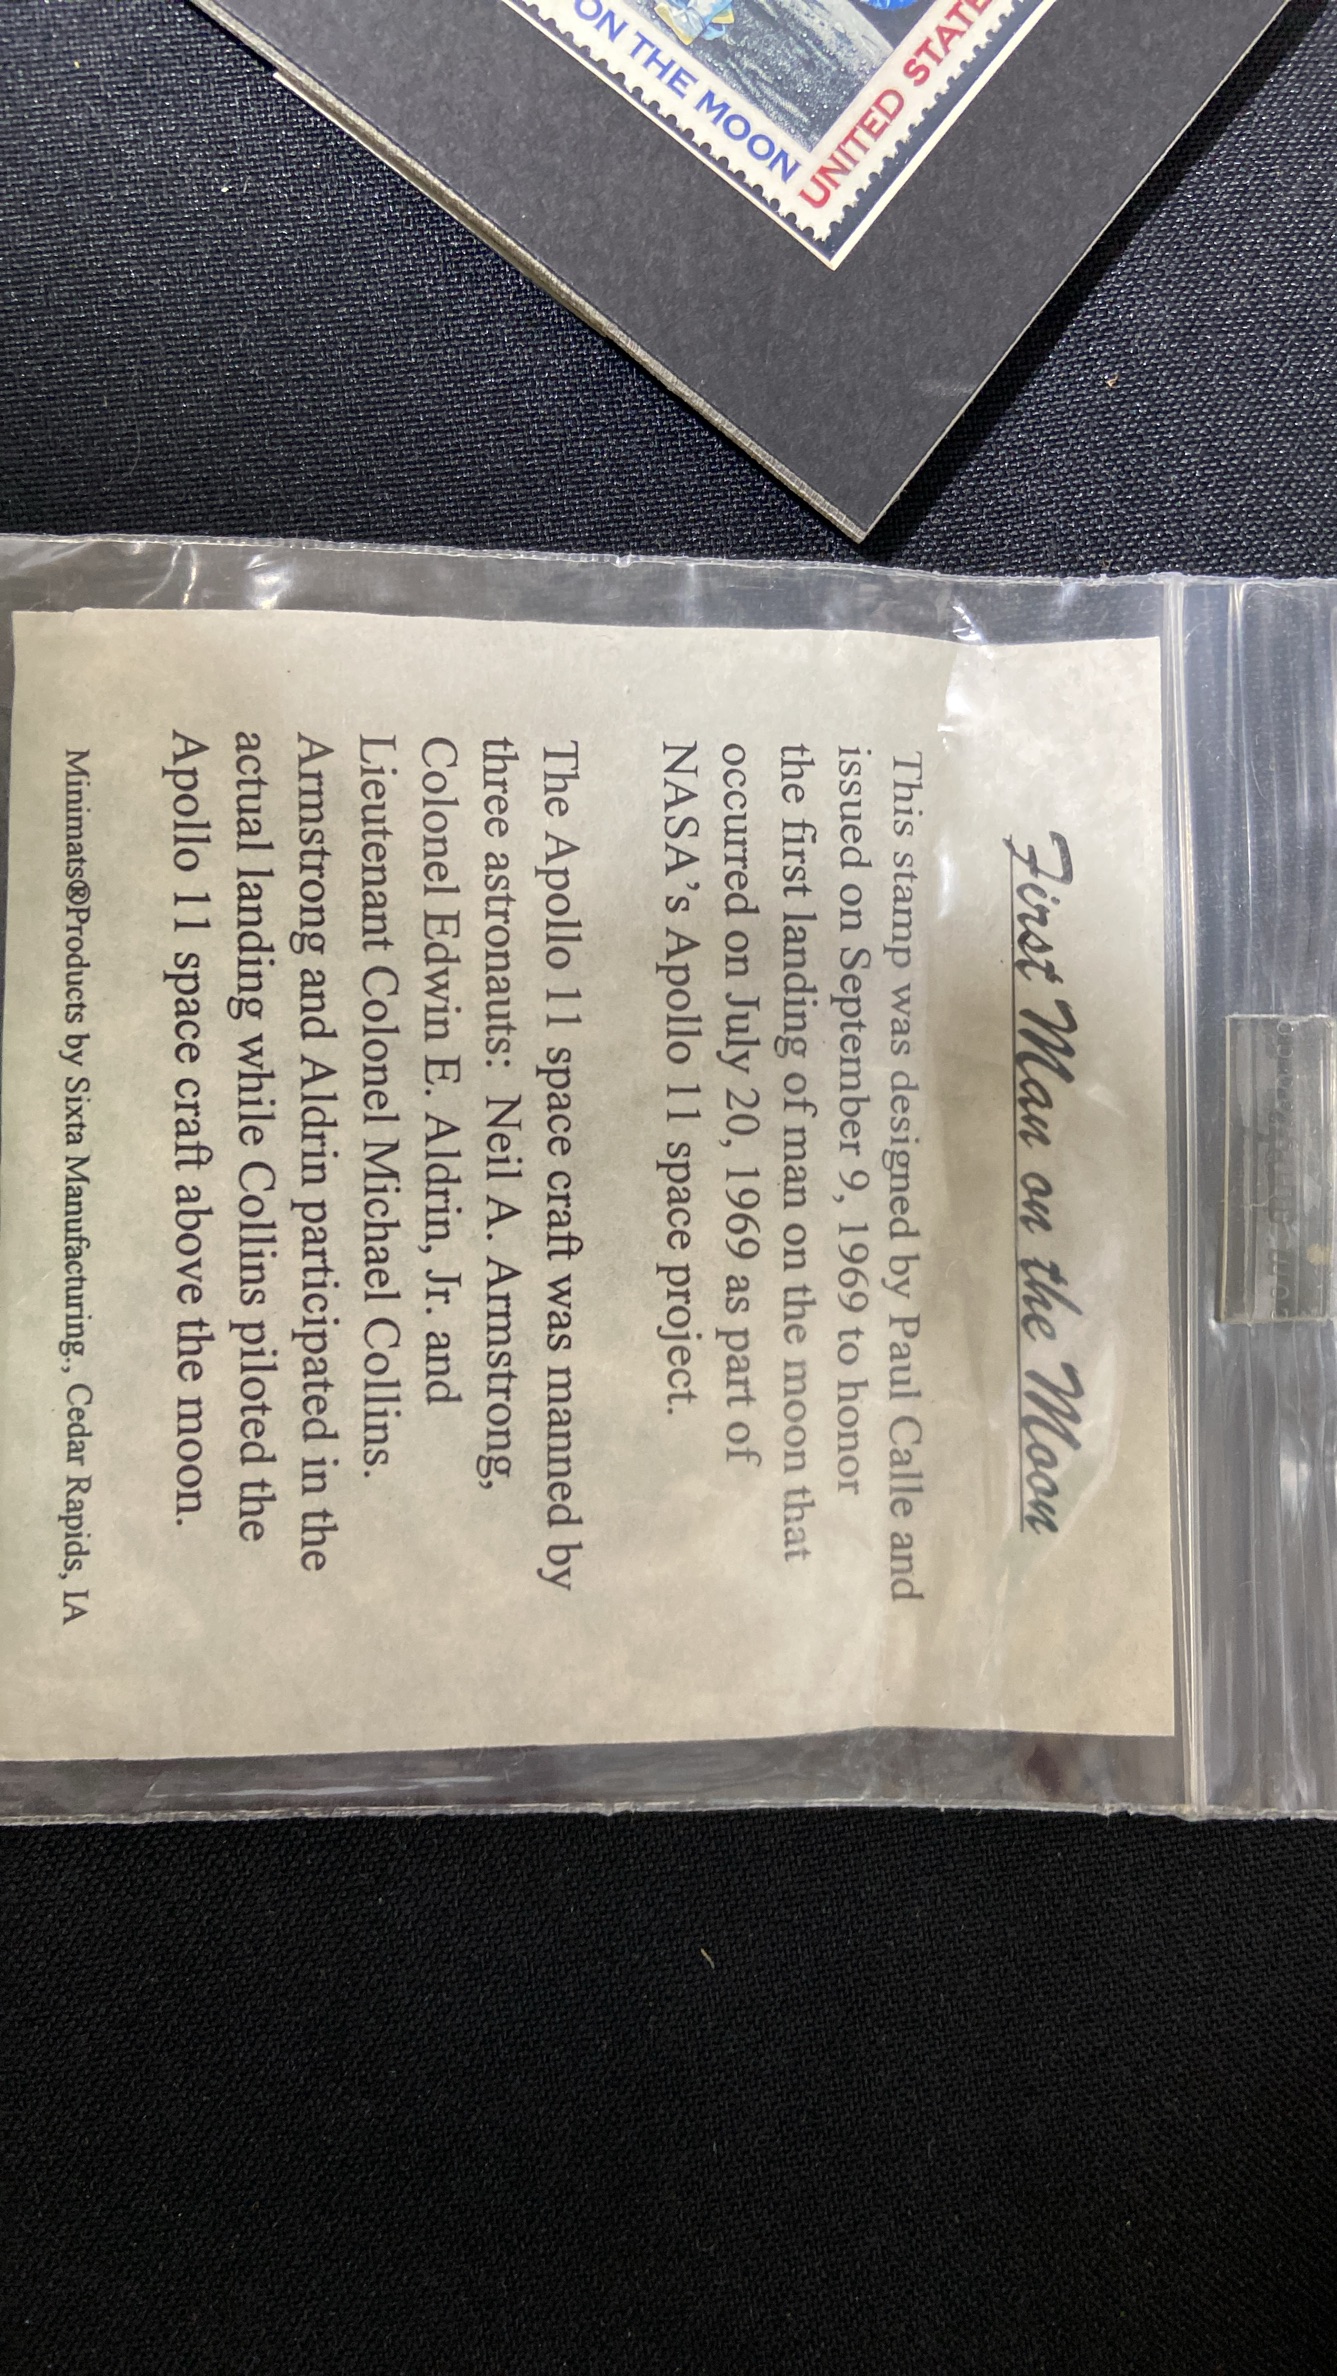 ON THE MOON
UNITED STATE
First Man on the Moon
This stamp was designed by Paul Calle and
issued on September 9, 1969 to honor
the first landing of man on the moon that
occurred on July 20, 1969 as part of
NASA's Apollo 11 space project.
The Apollo 11 space craft was manned by
three astronauts: Neil A. Armstrong,
Colonel Edwin E. Aldrin, Jr. and
Lieutenant Colonel Michael Collins.
Armstrong and Aldrin participated in the
actual landing while Collins piloted the
Apollo 11 space craft above the moon.
Minimats®Products by Sixta Manufacturing., Cedar Rapids, IA